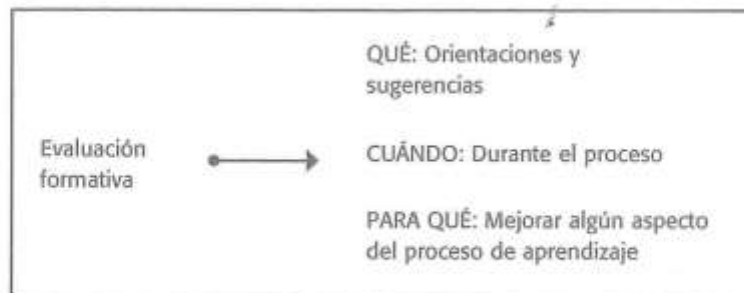 QUÉ: Orientaciones y
sugerencias
Evaluación
formativa
CUÁNDO: Durante el proceso
PARA QUÉ: Mejorar algún aspecto
del proceso de aprendizaje